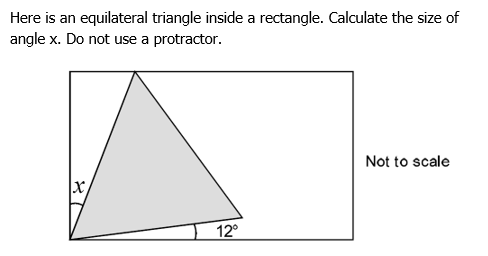 Here is an equilateral triangle inside a rectangle. Calculate the size of
angle x. Do not use a protractor.
Not to scale
x
12°